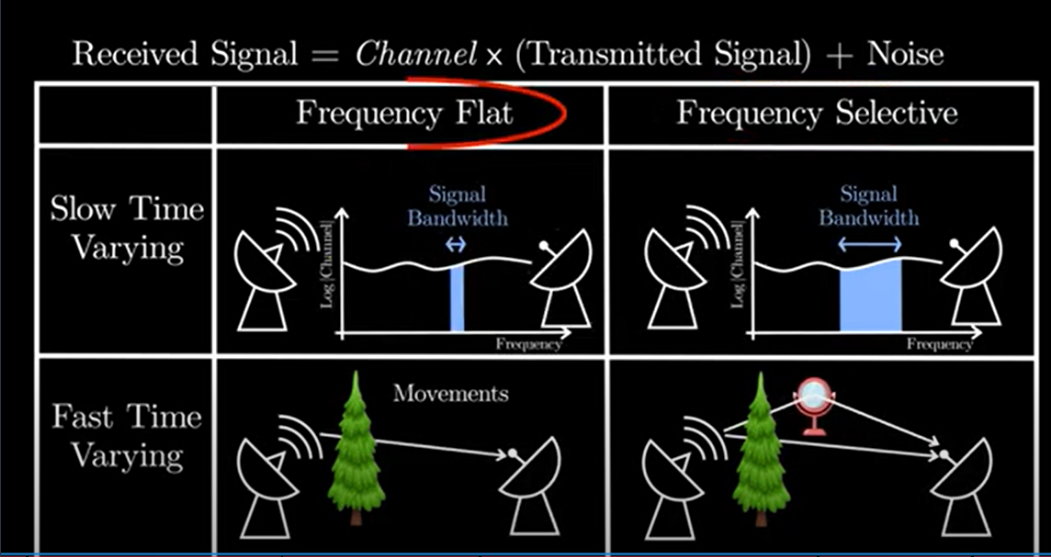 Received Signal = Channel x (Transmitted Signal) + Noise
Frequency Flat
Frequency Selective
Slow Time
Varying
Signal
Bandwidth
Log |Channel|
Frequency
Signal
Bandwidth
Log |Channel|
Frequency
Fast Time
Varying
Movements